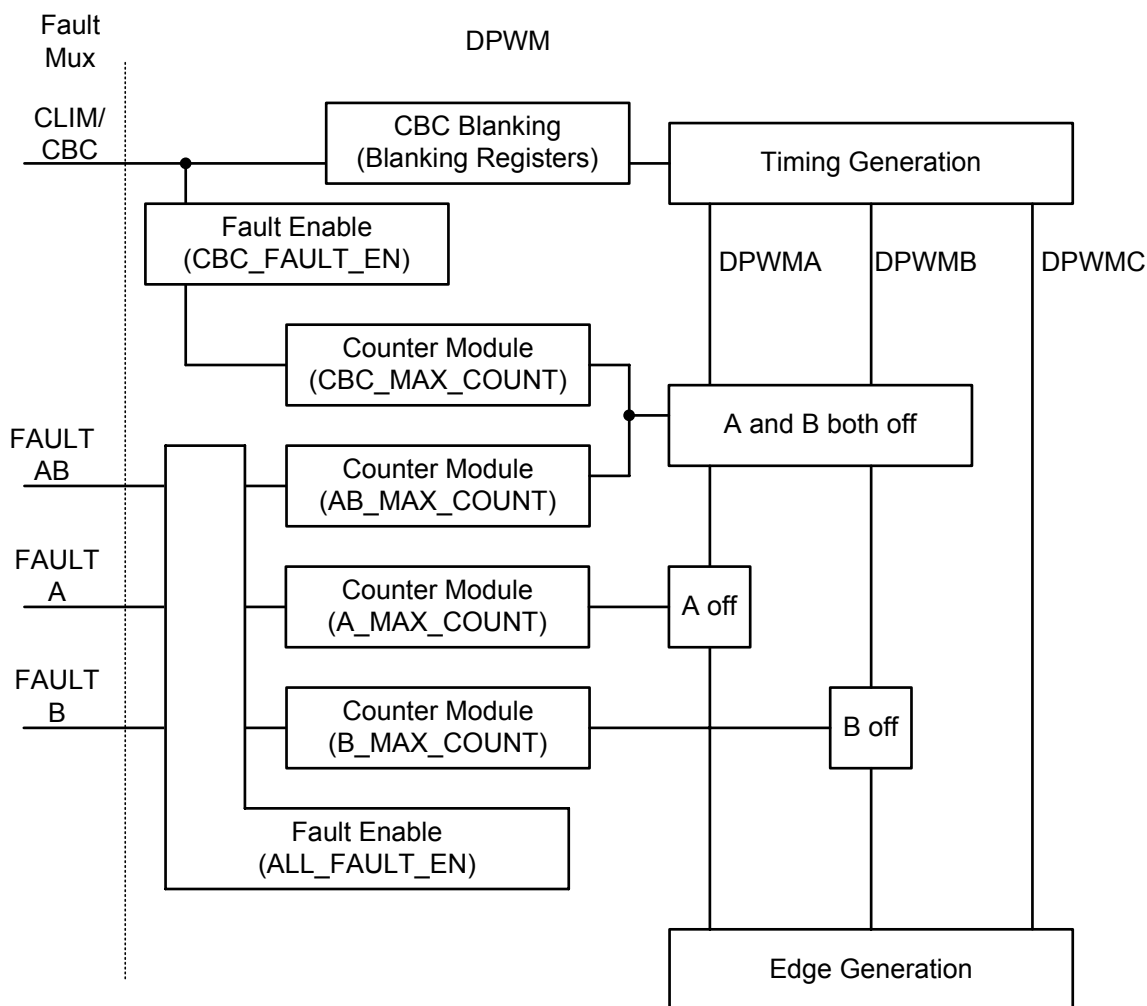 Fault
Mux
DPWM
CLIM/
CBC
CBC Blanking
(Blanking Registers)
Timing Generation
Fault Enable
(CBC_FAULT_EN)
DPWMA
DPWMB
DPWMC
Counter Module
(CBC_MAX_COUNT)
A and B both off
FAULT
AB
Counter Module
(AB_MAX_COUNT)
FAULT
A
Counter Module
(A_MAX_COUNT)
A off
FAULT
B
Counter Module
(B_MAX_COUNT)
B off
Fault Enable
(ALL_FAULT_EN)
Edge Generation